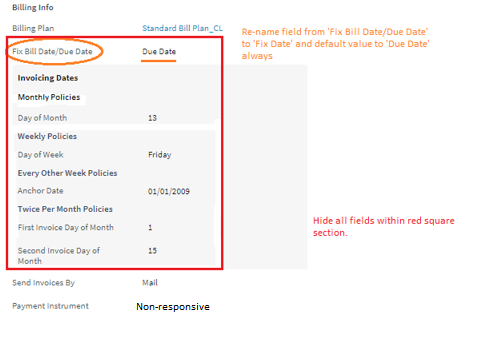 Billing Info
Billing Plan Standard Bill Plan_CL
Re-name field from 'Fix Bill Date/Due Date'
to 'Fix Date' and default value to 'Due Date'
always
Fix Bill Date/Due Date Due Date
Invoicing Dates
Monthly Policies
Day of Month 13
Weekly Policies
Day of Week Friday
Every Other Week Policies
Anchor Date 01/01/2009
Twice Per Month Policies
First Invoice Day of Month 1
Second Invoice Day of
Month
15
Hide all fields within red square
section.
Send Invoices By Mail
Payment Instrument Non-responsive